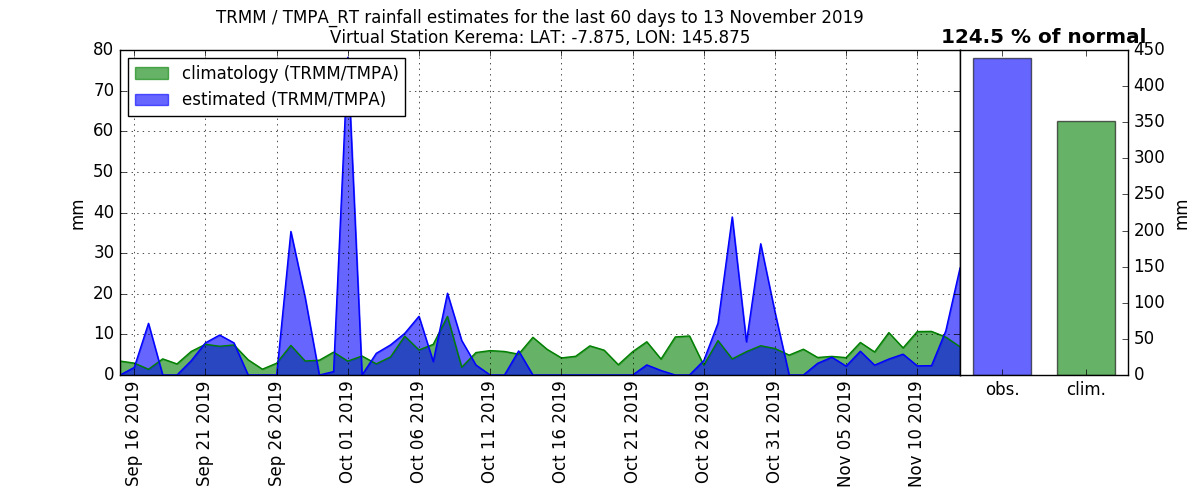 TRMM / TMPA_RT rainfall estimates for the last 60 days to 13 November 2019
Virtual Station Kerema: LAT: -7.875, LON: 145.875
124.5 % of normal
climatology (TRMM/TMPA)
estimated (TRMM/TMPA)
80
70
60
50
40
30
20
10
0
mm
Sep 16 2019
Sep 21 2019
Sep 26 2019
Oct 01 2019
Oct 06 2019
Oct 11 2019
Oct 16 2019
Oct 21 2019
Oct 26 2019
Oct 31 2019
Nov 05 2019
Nov 10 2019
obs.
clim.
450
400
350
300
250
200
150
100
50
0
mm